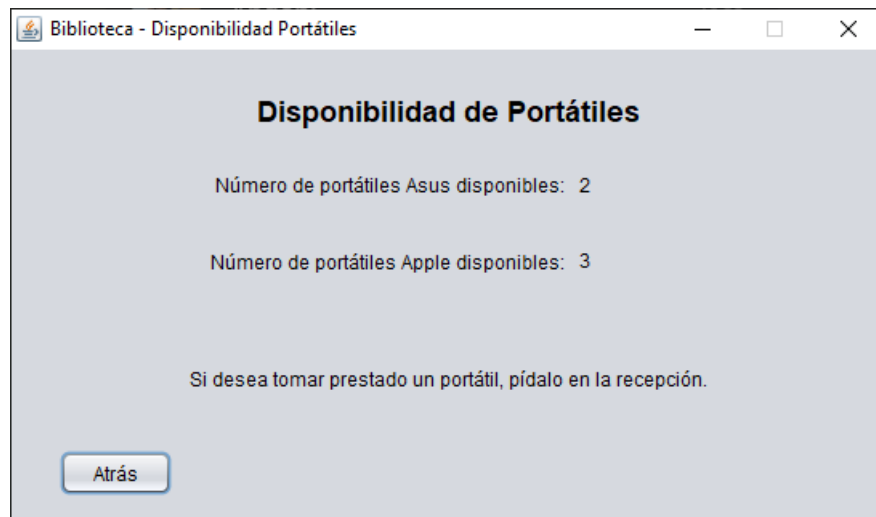 Biblioteca - Disponibilidad Portátiles
Disponibilidad de Portátiles
Número de portátiles Asus disponibles: 2
Número de portátiles Apple disponibles: 3
Si desea tomar prestado un portátil, pídalo en la recepción.
Atrás